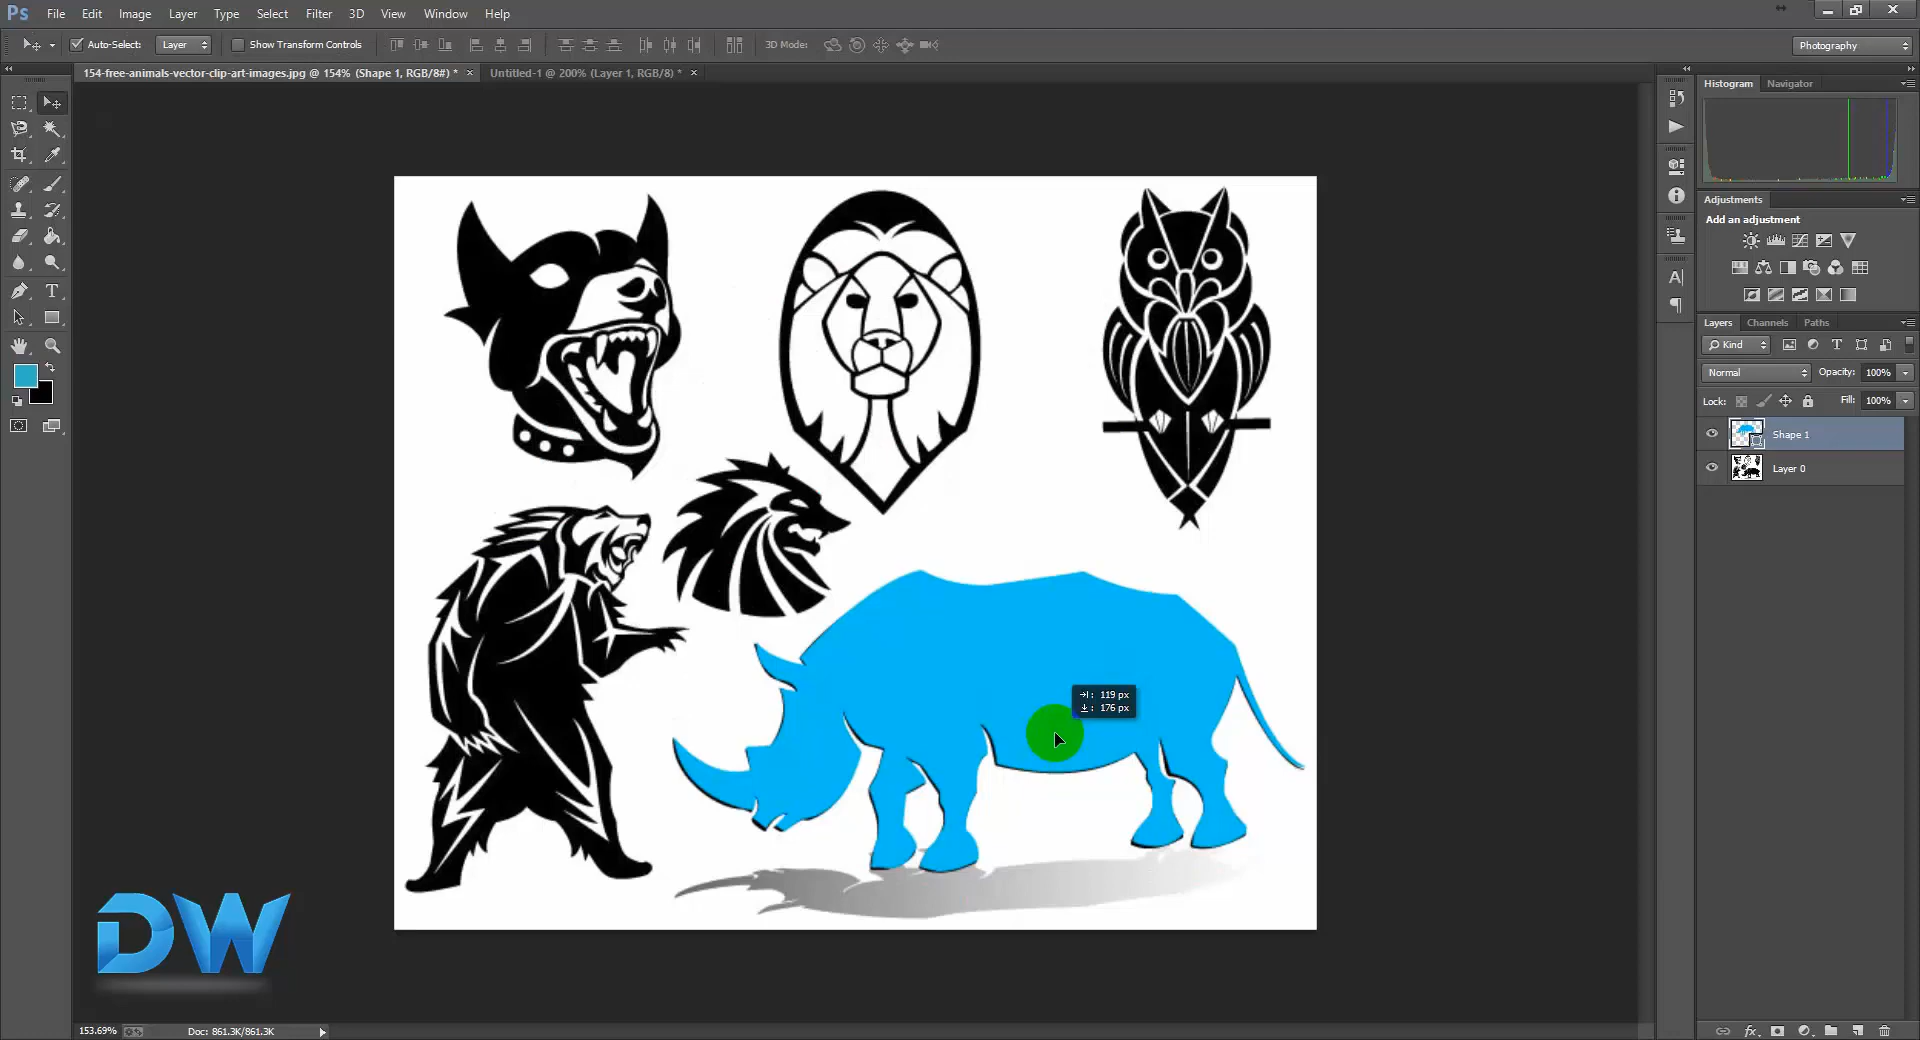 Ps File Edit Image Layer Type Select Filter 3D View Window Help
Auto-Select: Layer Show Transform Controls 3D Mode: Photography
154-free-animals-vector-clip-art-images.jpg @ 154% (Shape 1, RGB/8#) * × Untitled-1 @ 200% (Layer 1, RGB/8) * ×
Histogram Navigator
Adjustments
Add an adjustment
Layers Channels Paths
Kind
Normal Opacity: 100%
Lock: Fill: 100%
Shape 1
Layer 0
119 px
176 px
DW
153.69% Doc: 861.3K/861.3K